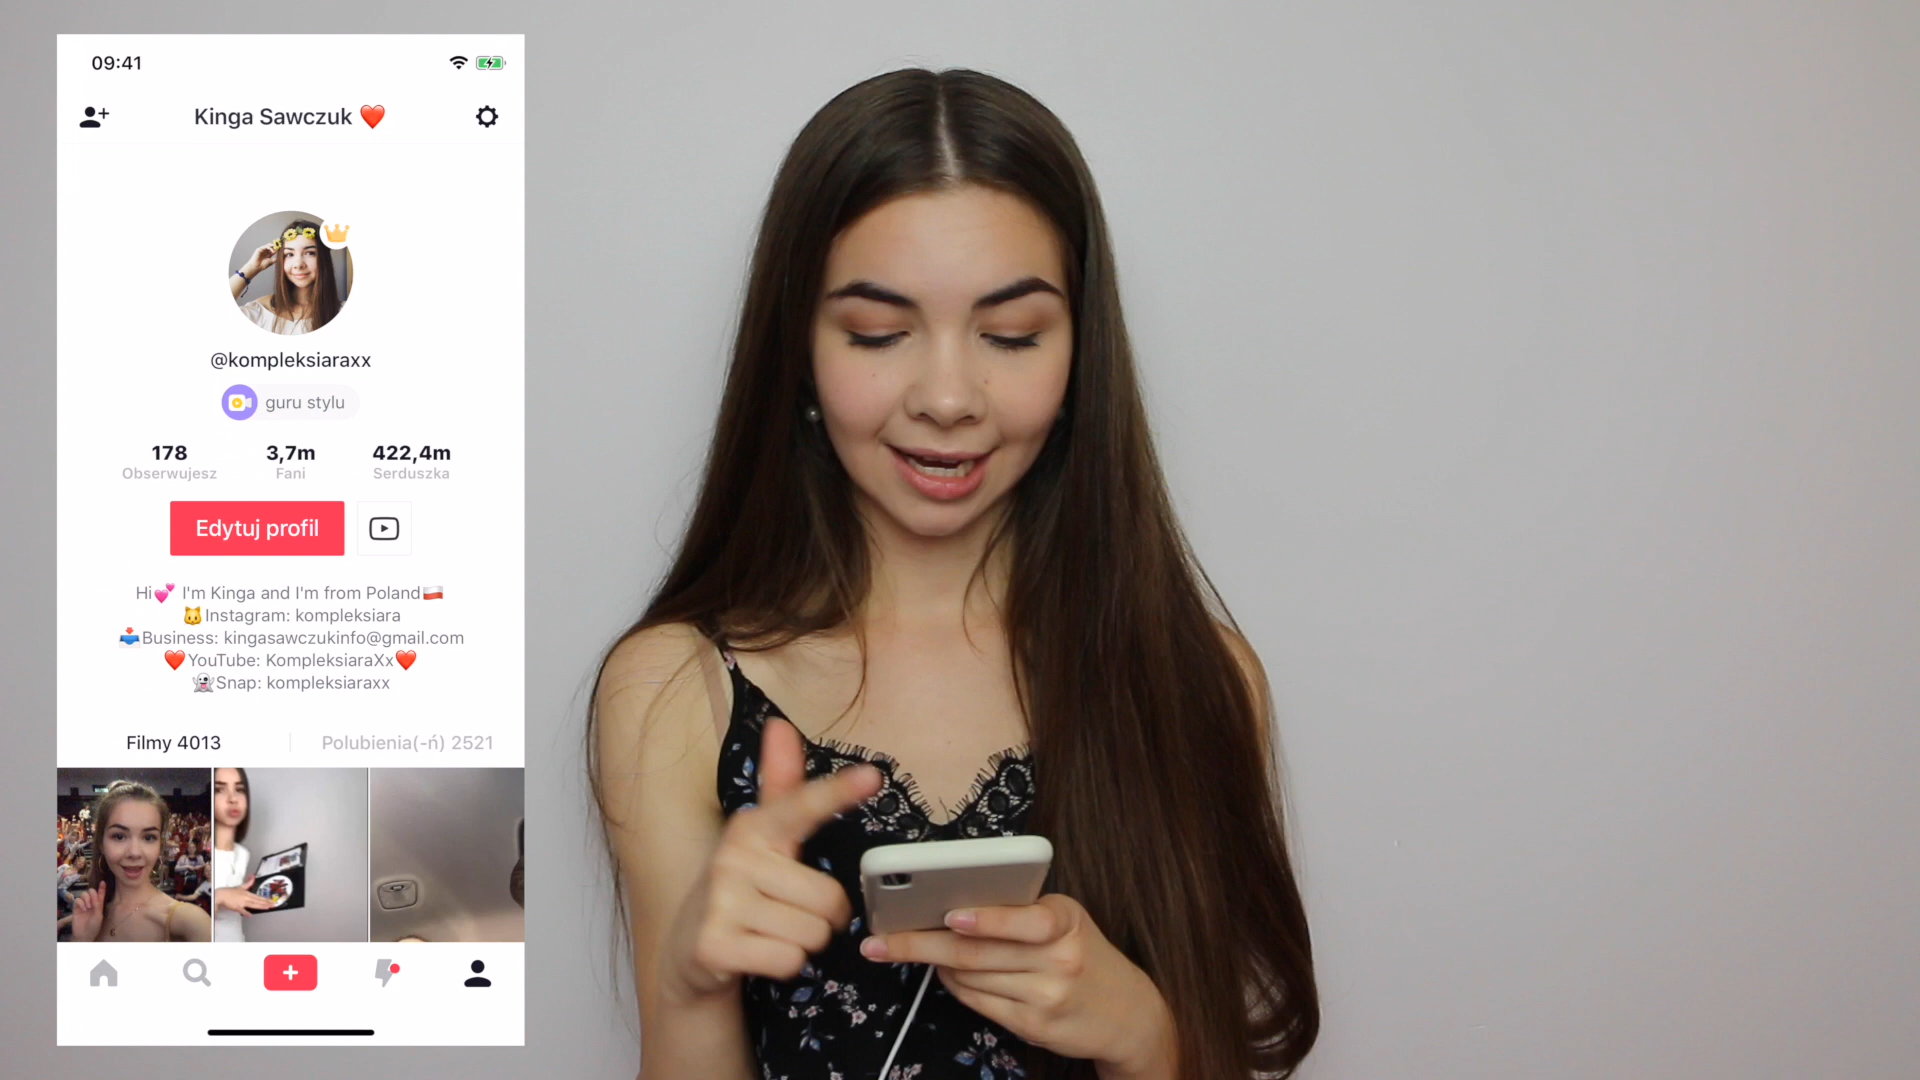 09:41
Kinga Sawczuk ❤️
@kompleksiaraxx
guru stylu
178 3,7m 422,4m
Obserwujesz Fani Serduszka
Edytuj profil
Hi💕 I'm Kinga and I'm from Poland🇵🇱
🐱Instagram: kompleksiara
📥Business: kingasawczukinfo@gmail.com
❤️YouTube: KompleksiaraXx❤️
👻Snap: kompleksiaraxx
Filmy 4013 Polubienia(-ń) 2521